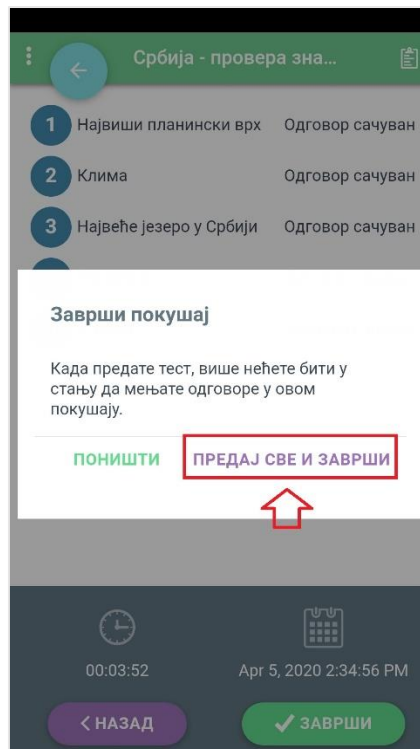 Србија - провера зна...
1 Највиши планински врх Одговор сачуван
2 Клима Одговор сачуван
3 Највеће језеро у Србији Одговор сачуван
Заврши покушај
Када предате тест, више нећете бити у
стању да мењате одговоре у овом
покушају.
ПОНИШТИ ПРЕДАЈ СВЕ И ЗАВРШИ
00:03:52 Apr 5, 2020 2:34:56 PM
НАЗАД ЗАВРШИ